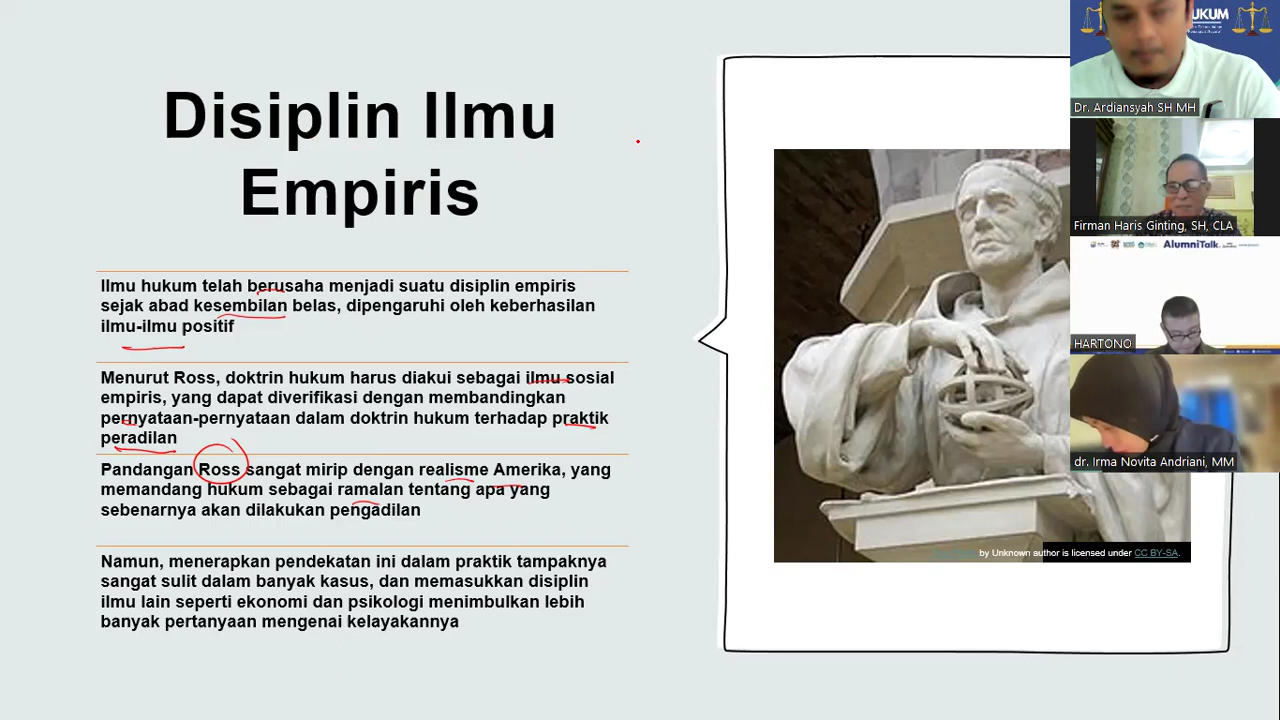 Disiplin Ilmu
Empiris
Ilmu hukum telah berusaha menjadi suatu disiplin empiris
sejak abad kesembilan belas, dipengaruhi oleh keberhasilan
ilmu-ilmu positif
Menurut Ross, doktrin hukum harus diakui sebagai ilmu sosial
empiris, yang dapat diverifikasi dengan membandingkan
pernyataan-pernyataan dalam doktrin hukum terhadap praktik
peradilan
Pandangan Ross sangat mirip dengan realisme Amerika, yang
memandang hukum sebagai ramalan tentang apa yang
sebenarnya akan dilakukan pengadilan
Namun, menerapkan pendekatan ini dalam praktik tampaknya
sangat sulit dalam banyak kasus, dan memasukkan disiplin
ilmu lain seperti ekonomi dan psikologi menimbulkan lebih
banyak pertanyaan mengenai kelayakannya
by Unknown author is licensed under CC BY-SA.
UKUM
Dr. Ardiansyah SH MH
Firman Haris Ginting, SH, CLA
AlumniTalk
HARTONO
dr. Irma Novita Andriani, MM